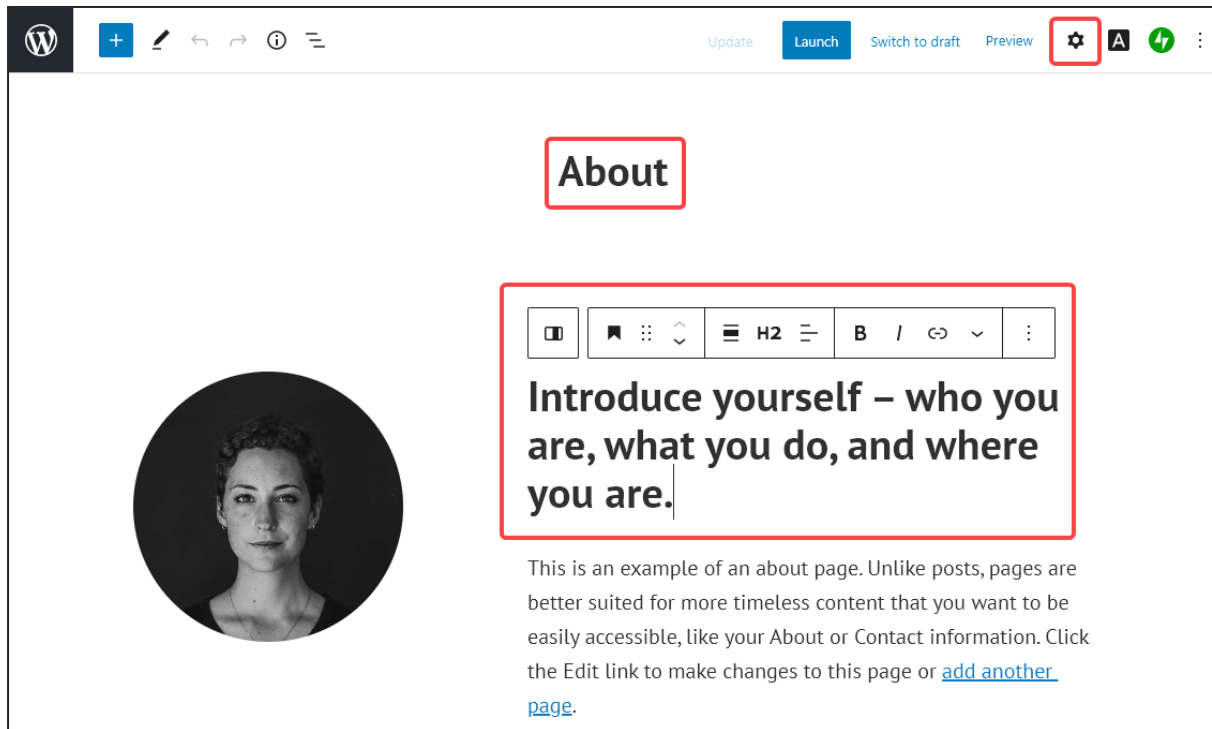 Update Launch Switch to draft Preview A
About
H2 B I
Introduce yourself – who you
are, what you do, and where
you are.
This is an example of an about page. Unlike posts, pages are
better suited for more timeless content that you want to be
easily accessible, like your About or Contact information. Click
the Edit link to make changes to this page or add another
page.